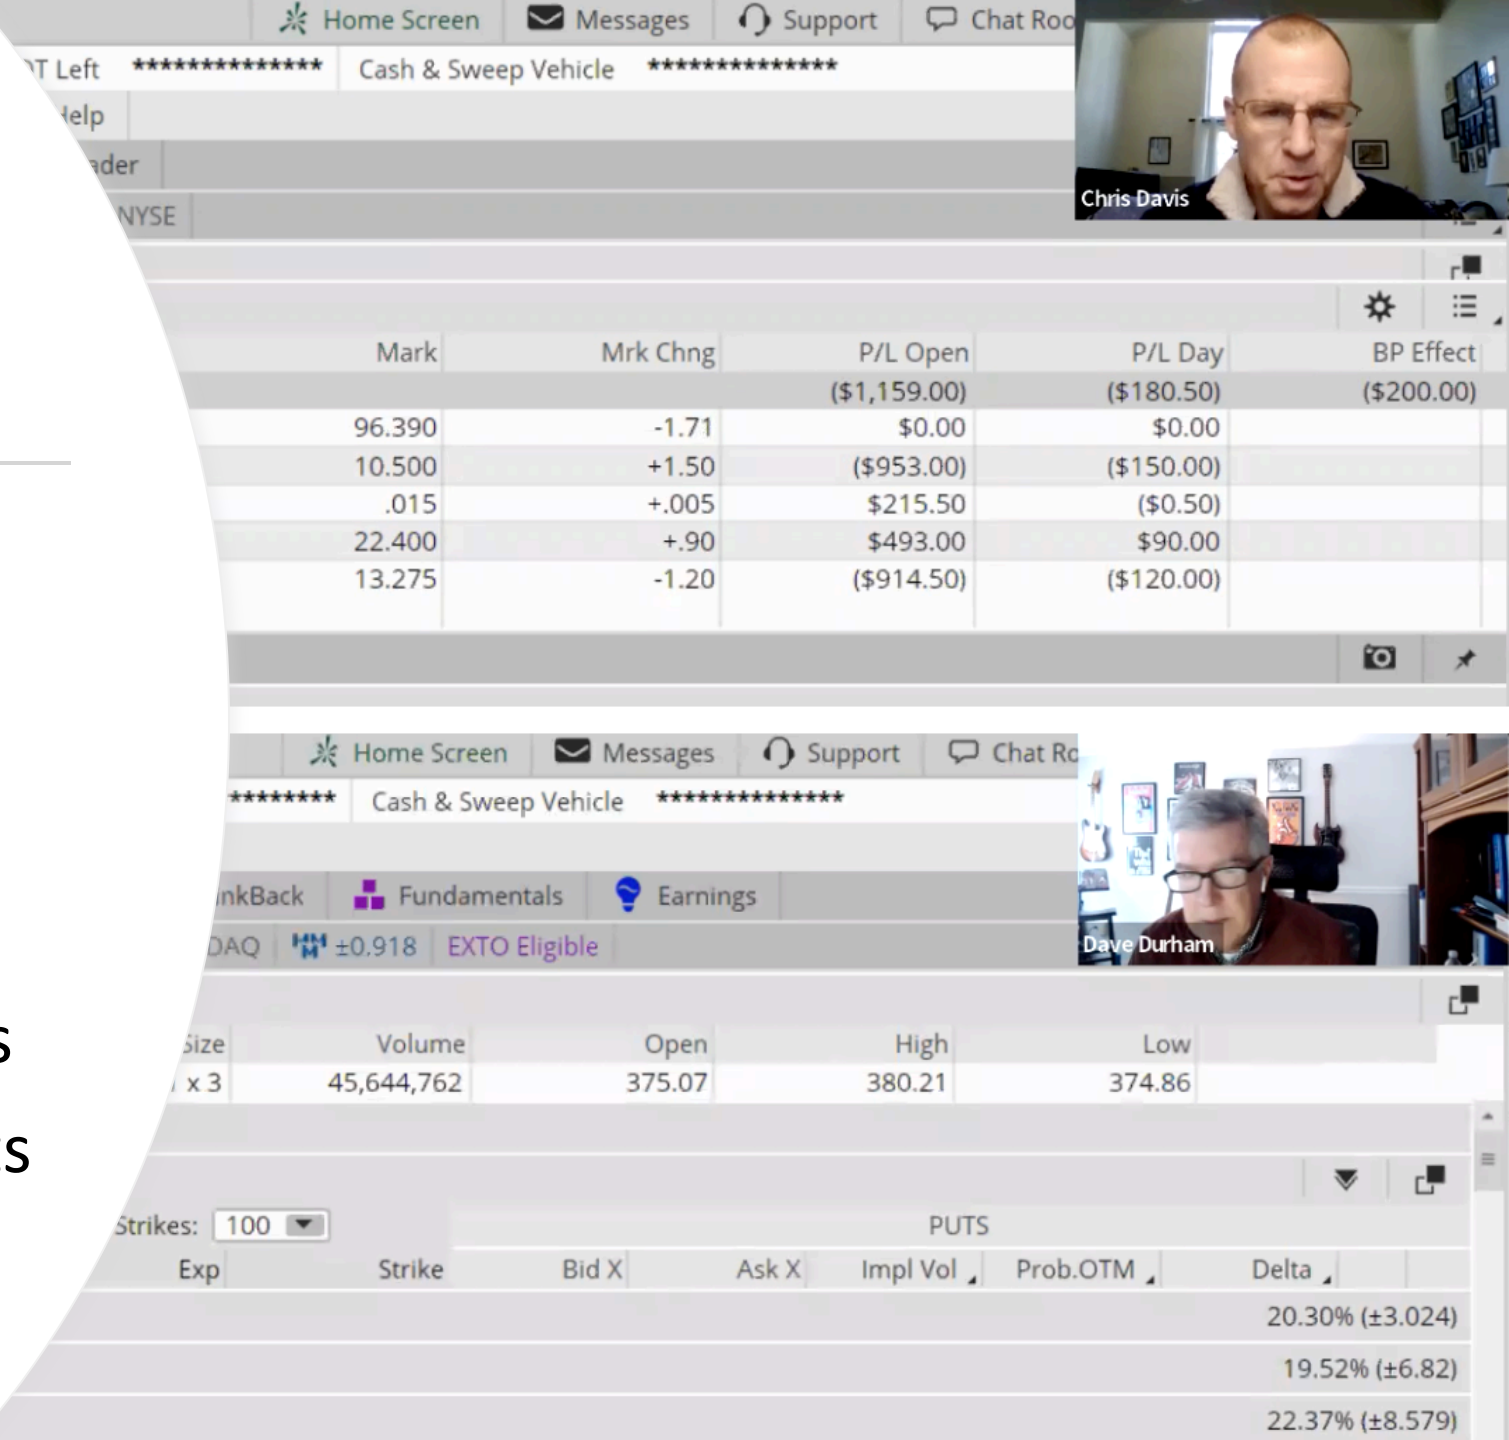 Home Screen Messages Support Chat Roo
T Left ************** Cash & Sweep Vehicle **************
Help
ader
NYSE
Chris Davis
Mark Mrk Chng P/L Open P/L Day BP Effect
($1,159.00) ($180.50) ($200.00)
96.390 -1.71 $0.00 $0.00
10.500 +1.50 ($953.00) ($150.00)
.015 +.005 $215.50 ($0.50)
22.400 +.90 $493.00 $90.00
13.275 -1.20 ($914.50) ($120.00)
Home Screen Messages Support Chat Ro
******** Cash & Sweep Vehicle **************
nkBack Fundamentals Earnings
DAQ ±0.918 EXTO Eligible
Dave Durham
s
Size Volume Open High Low
x 3 45,644,762 375.07 380.21 374.86
ts
Strikes: 100 PUTS
Exp Strike Bid X Ask X Impl Vol Prob.OTM Delta
20.30% (±3.024)
19.52% (±6.82)
22.37% (±8.579)